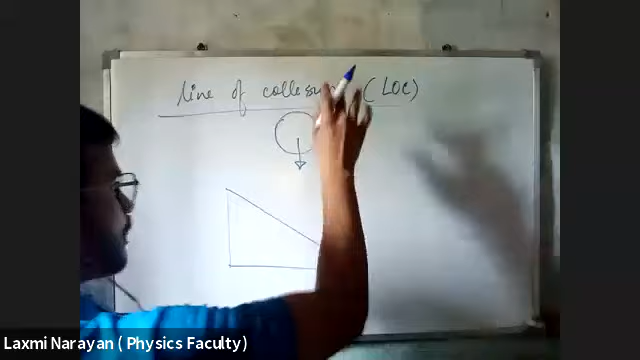 line of (LOC)
Laxmi Narayan ( Physics Faculty)